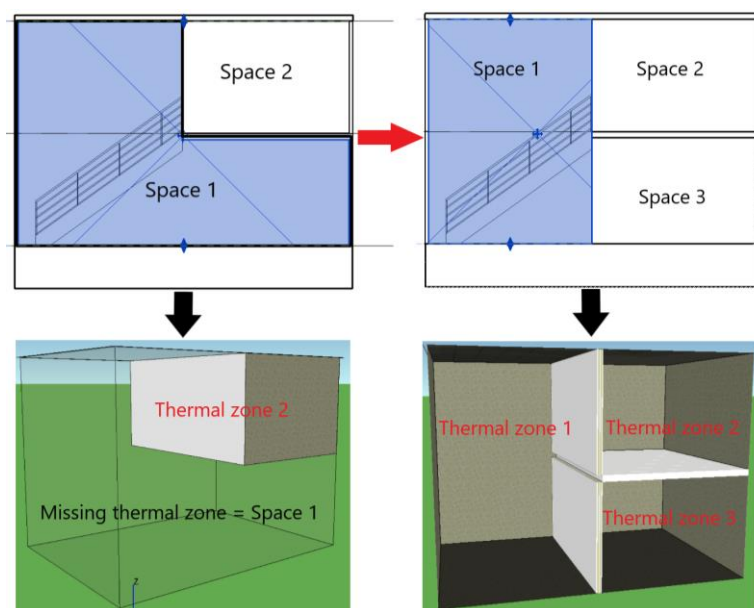 Space 2
Space 1
Space 1
Space 2
Space 3
Thermal zone 2
Missing thermal zone = Space 1
z
Thermal zone 1
Thermal zone 2
Thermal zone 3